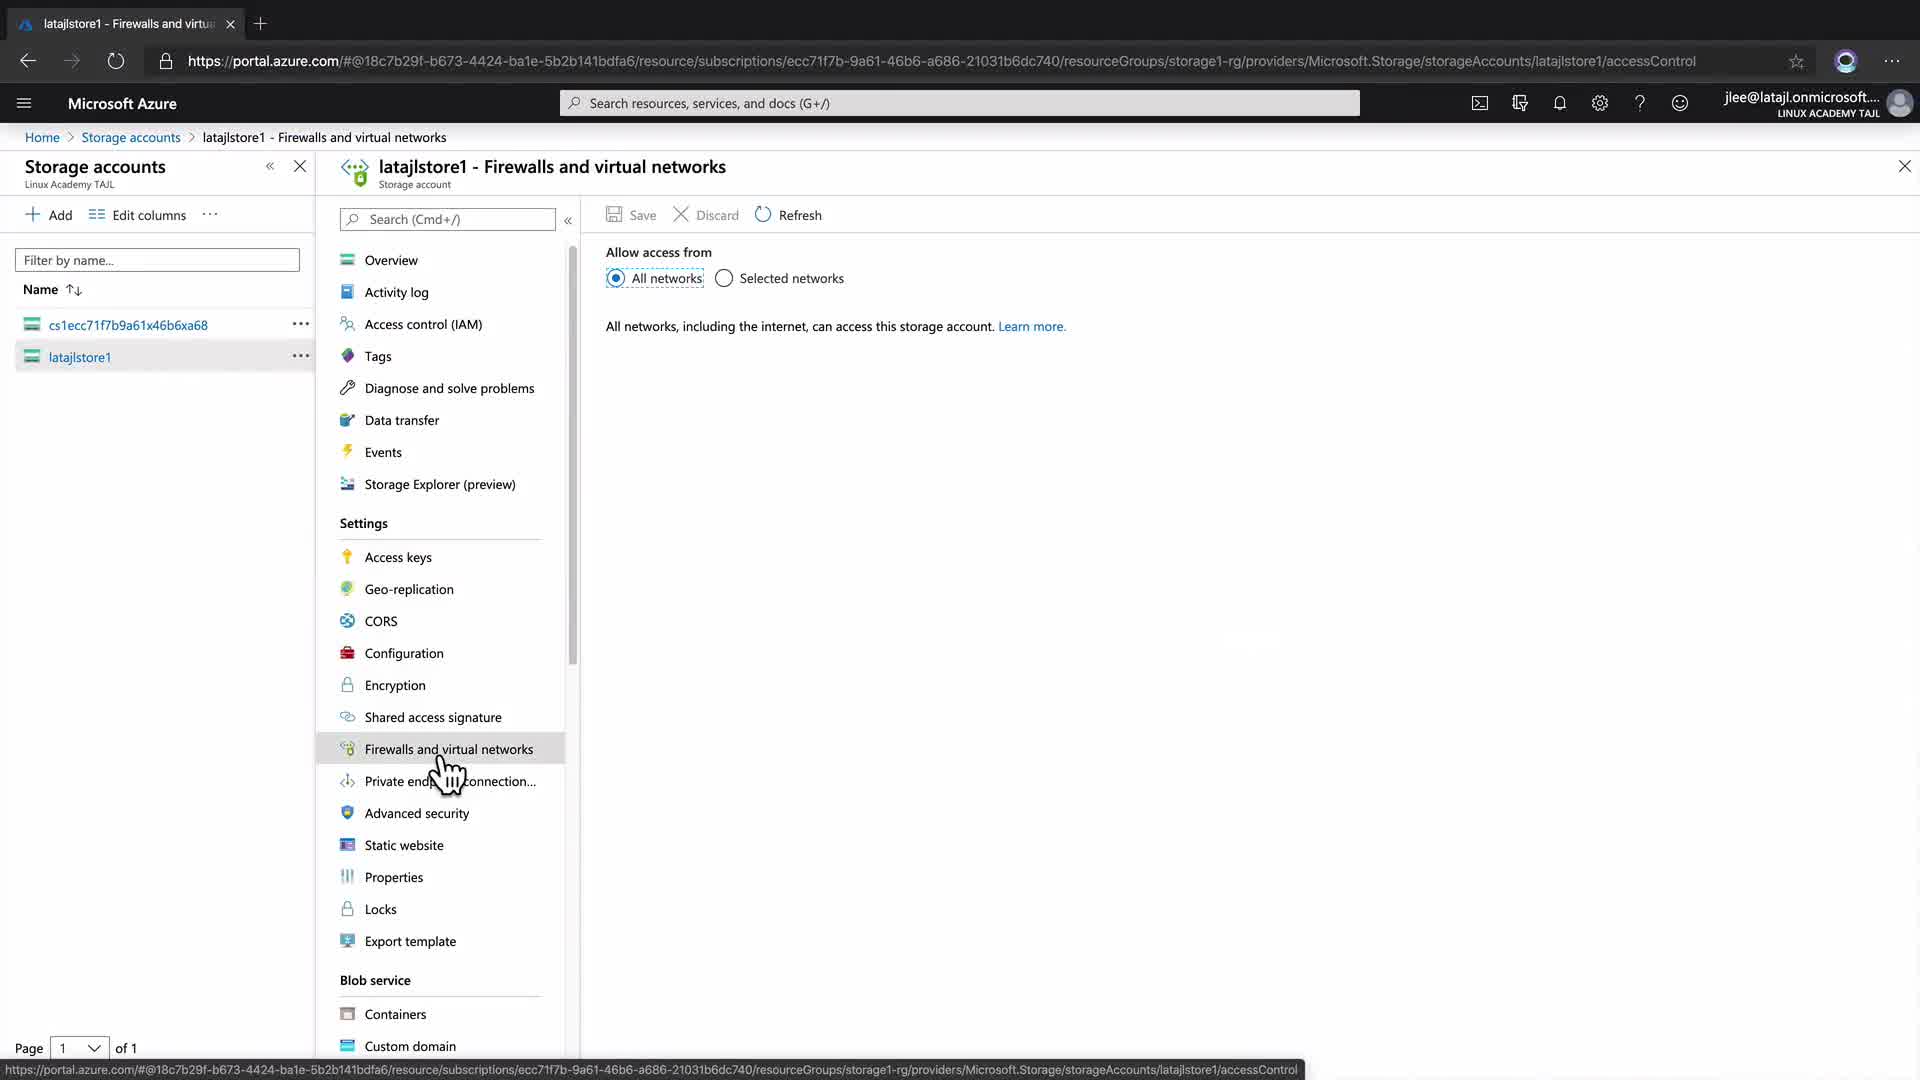 latajlstore1 - Firewalls and virtua
https://portal.azure.com/#@18c7b29f-b673-4424-ba1e-5b2b141bdfa6/resource/subscriptions/ecc71f7b-9a61-46b6-a686-21031b6dc740/resourceGroups/storage1-rg/providers/Microsoft.Storage/storageAccounts/latajlstore1/accessControl
Microsoft Azure
Search resources, services, and docs (G+/)
jlee@latajl.onmicrosoft....
LINUX ACADEMY TAJL
Home > Storage accounts > latajlstore1 - Firewalls and virtual networks
Storage accounts
Linux Academy TAJL
Add
Edit columns
Filter by name...
Name
cs1ecc71f7b9a61x46b6xa68
latajlstore1
Page 1 of 1
latajlstore1 - Firewalls and virtual networks
Storage account
Search (Cmd+/)
Overview
Activity log
Access control (IAM)
Tags
Diagnose and solve problems
Data transfer
Events
Storage Explorer (preview)
Settings
Access keys
Geo-replication
CORS
Configuration
Encryption
Shared access signature
Firewalls and virtual networks
Private end connection...
Advanced security
Static website
Properties
Locks
Export template
Blob service
Containers
Custom domain
Save
Discard
Refresh
Allow access from
All networks
Selected networks
All networks, including the internet, can access this storage account. Learn more.
https://portal.azure.com/#@18c7b29f-b673-4424-ba1e-5b2b141bdfa6/resource/subscriptions/ecc71f7b-9a61-46b6-a686-21031b6dc740/resourceGroups/storage1-rg/providers/Microsoft.Storage/storageAccounts/latajlstore1/accessControl